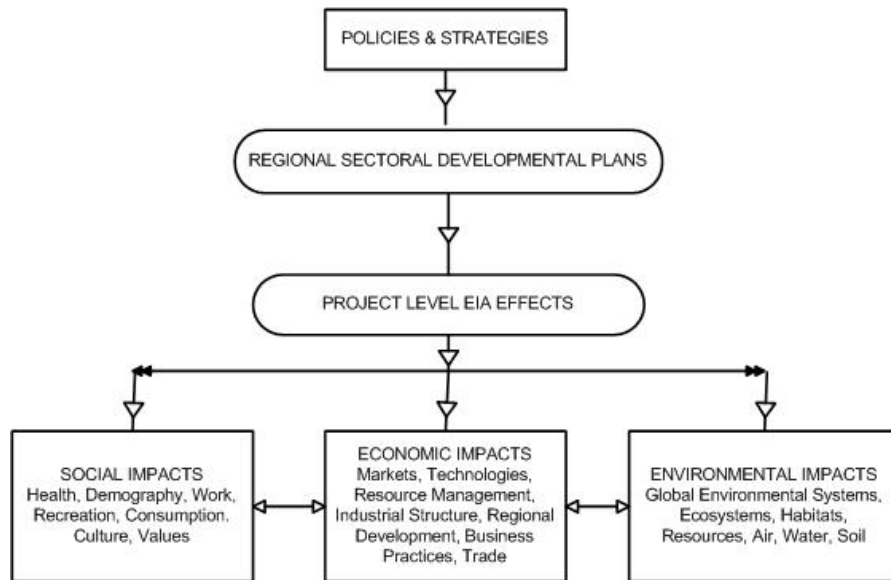 POLICIES & STRATEGIES
REGIONAL SECTORAL DEVELOPMENTAL PLANS
PROJECT LEVEL EIA EFFECTS
SOCIAL IMPACTS
Health, Demography, Work,
Recreation, Consumption.
Culture, Values
ECONOMIC IMPACTS
Markets, Technologies,
Resource Management,
Industrial Structure, Regional
Development, Business
Practices, Trade
ENVIRONMENTAL IMPACTS
Global Environmental Systems,
Ecosystems, Habitats,
Resources, Air, Water, Soil